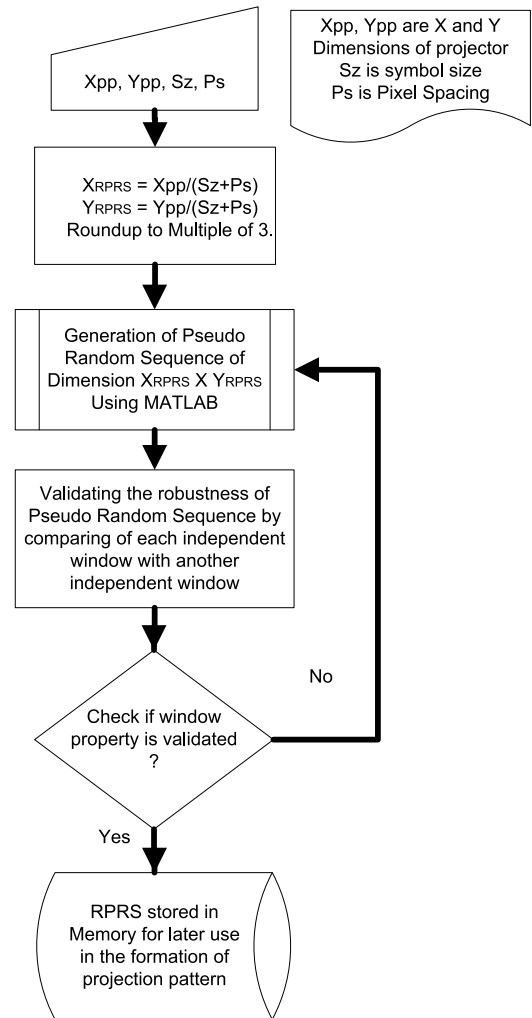 Xpp, Ypp, Sz, Ps
Xpp, Ypp are X and Y
Dimensions of projector
Sz is symbol size
Ps is Pixel Spacing
XRPRS = Xpp/(Sz+Ps)
YRPRS = Ypp/(Sz+Ps)
Roundup to Multiple of 3.
Generation of Pseudo
Random Sequence of
Dimension XRPRS X YRPRS
Using MATLAB
Validating the robustness of
Pseudo Random Sequence by
comparing of each independent
window with another
independent window
Check if window
property is validated
?
No
Yes
RPRS stored in
Memory for later use
in the formation of
projection pattern